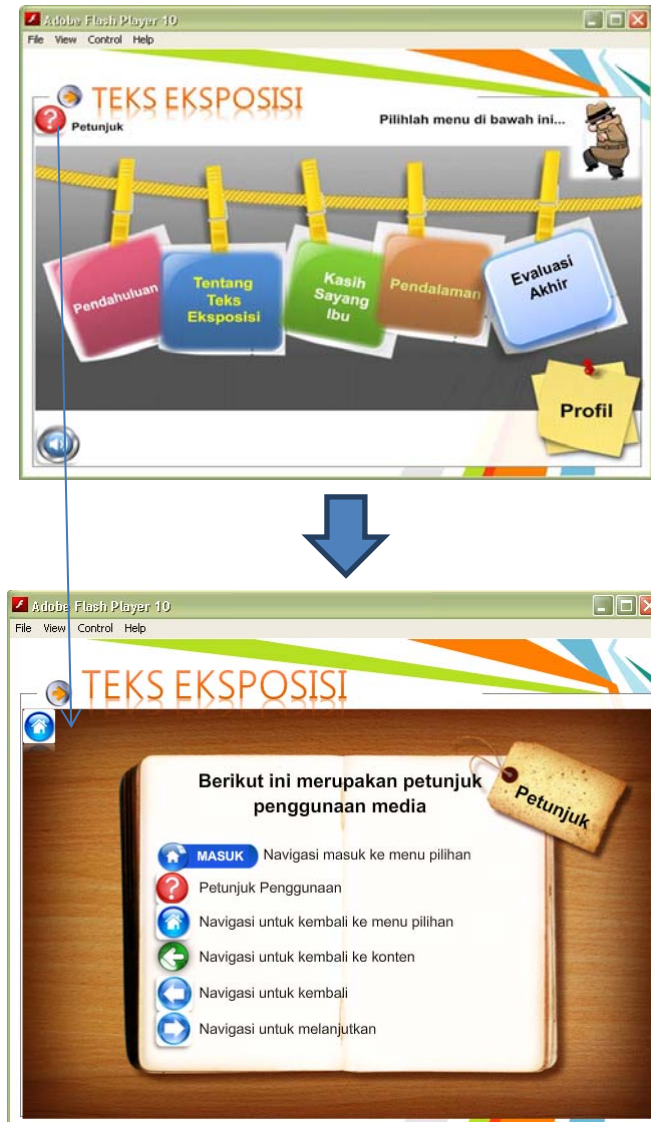 Adobe Flash Player 10
File View Control Help
TEKS EKSPOSISI
Petunjuk
Pilihlah menu di bawah ini...
Pendahuluan
Tentang
Teks
Eksposisi
Kasih
Sayang
Ibu
Pendalaman
Evaluasi
Akhir
Profil
Adobe Flash Player 10
File View Control Help
TEKS EKSPOSISI
Berikut ini merupakan petunjuk
penggunaan media
Petunjuk
MASUK Navigasi masuk ke menu pilihan
? Petunjuk Penggunaan
Navigasi untuk kembali ke menu pilihan
Navigasi untuk kembali ke konten
Navigasi untuk kembali
Navigasi untuk melanjutkan